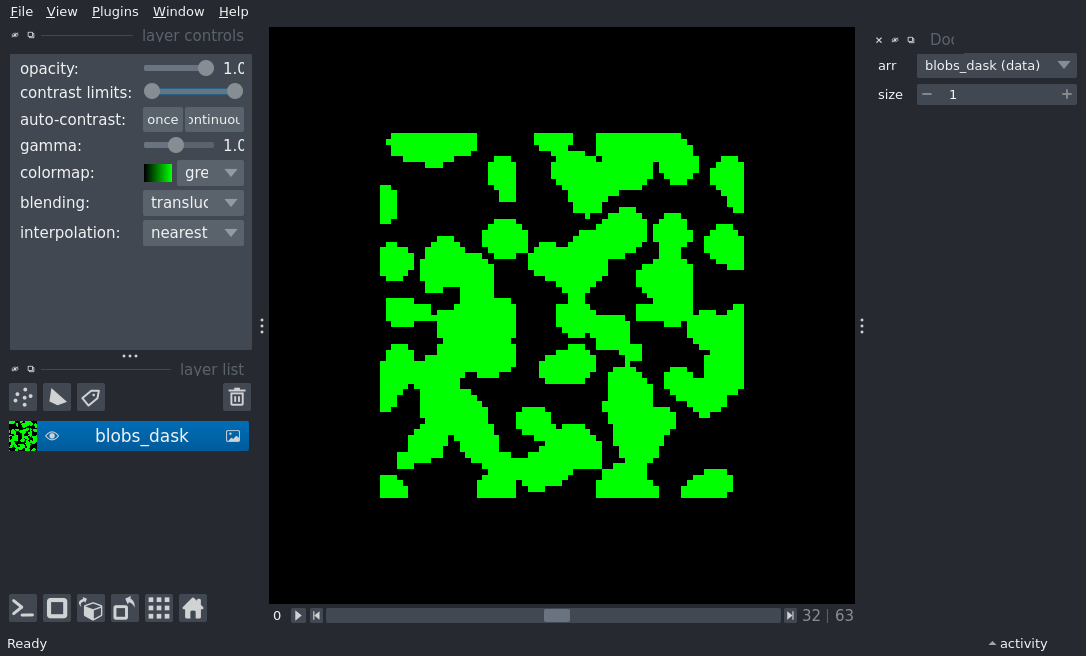 File View Plugins Window Help
layer controls
opacity: 1.0
contrast limits:
auto-contrast: once ontinuou
gamma: 1.0
colormap: gre
blending: transluc
interpolation: nearest
layer list
blobs_dask
0 32 | 63
Ready
activity
Doc
arr blobs_dask (data)
size 1